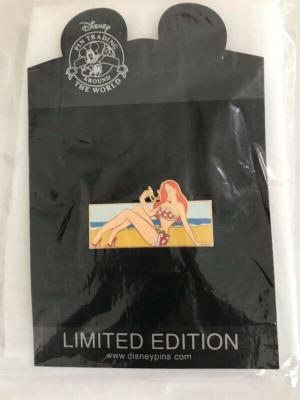 Disney
PIN TRADING
AROUND
THE WORLD
LIMITED EDITION
www.disneypins.com